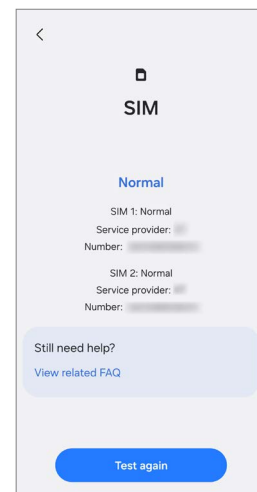 SIM
Normal
SIM 1: Normal
Service provider:
Number:
SIM 2: Normal
Service provider:
Number:
Still need help?
View related FAQ
Test again